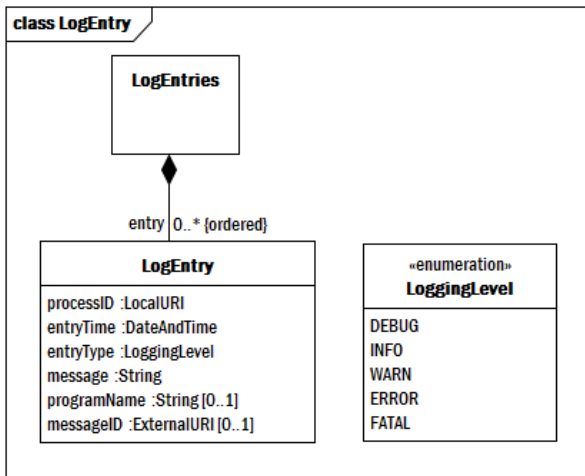 class LogEntry
LogEntries
entry 0..* {ordered}
LogEntry
processID :LocalURI
entryTime :DateAndTime
entryType :LoggingLevel
message :String
programName :String [0..1]
messageID :ExternalURI [0..1]
«enumeration»
LoggingLevel
DEBUG
INFO
WARN
ERROR
FATAL